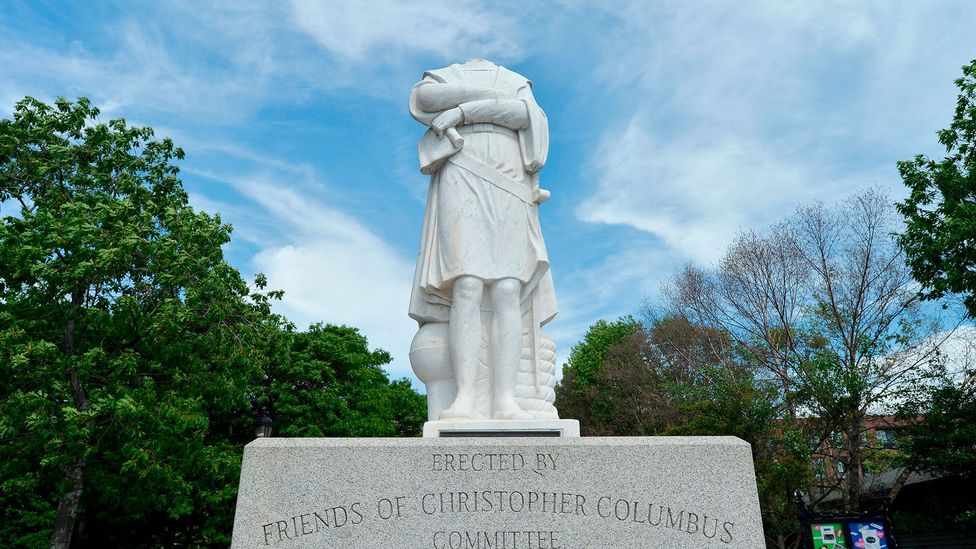 ERECTED BY
FRIENDS OF CHRISTOPHER COLUMBUS
COMMITTEE